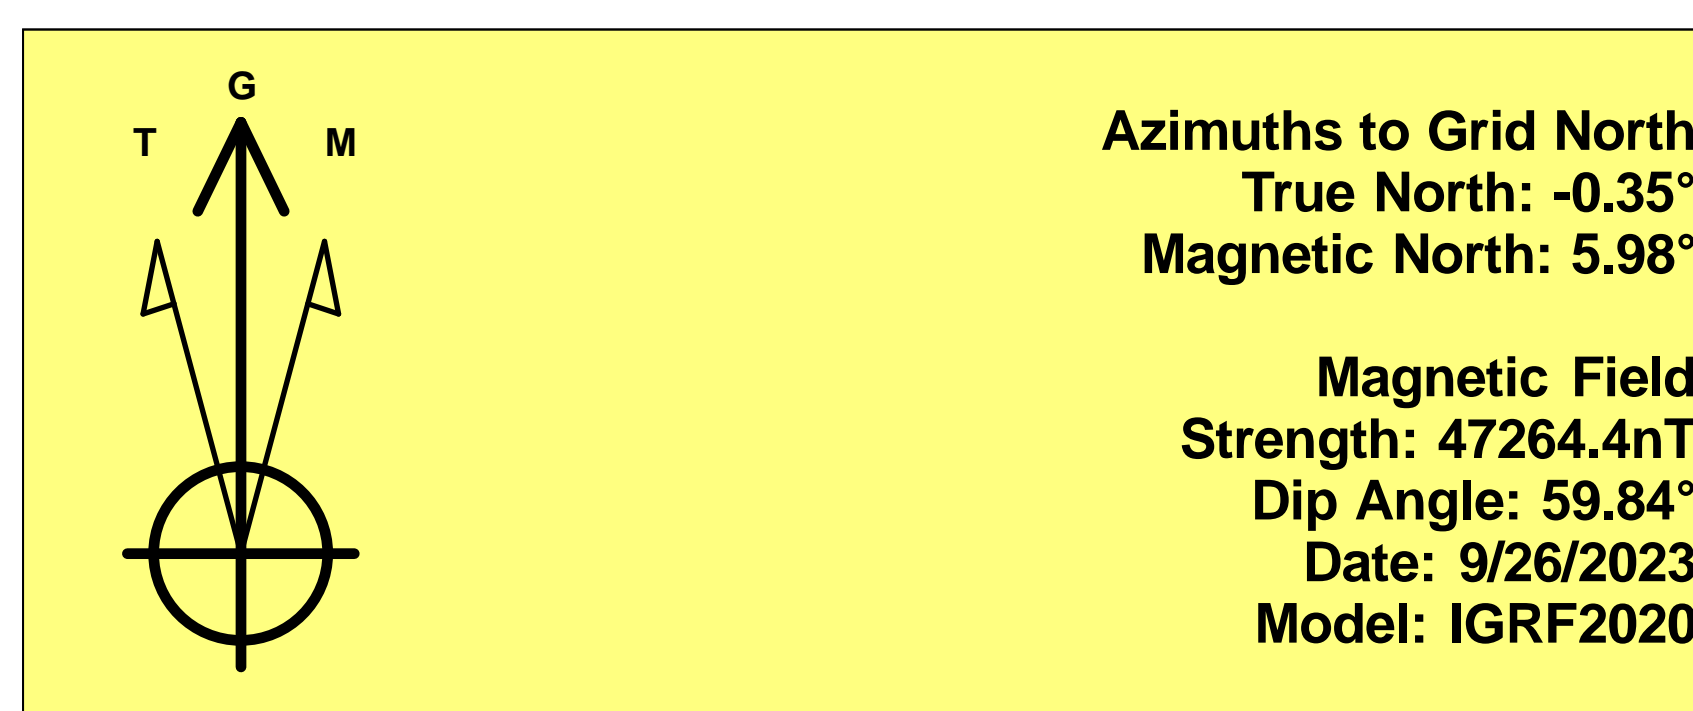 G
T M
Azimuths to Grid North
True North: -0.35°
Magnetic North: 5.98°
Magnetic Field
Strength: 47264.4nT
Dip Angle: 59.84°
Date: 9/26/2023
Model: IGRF2020